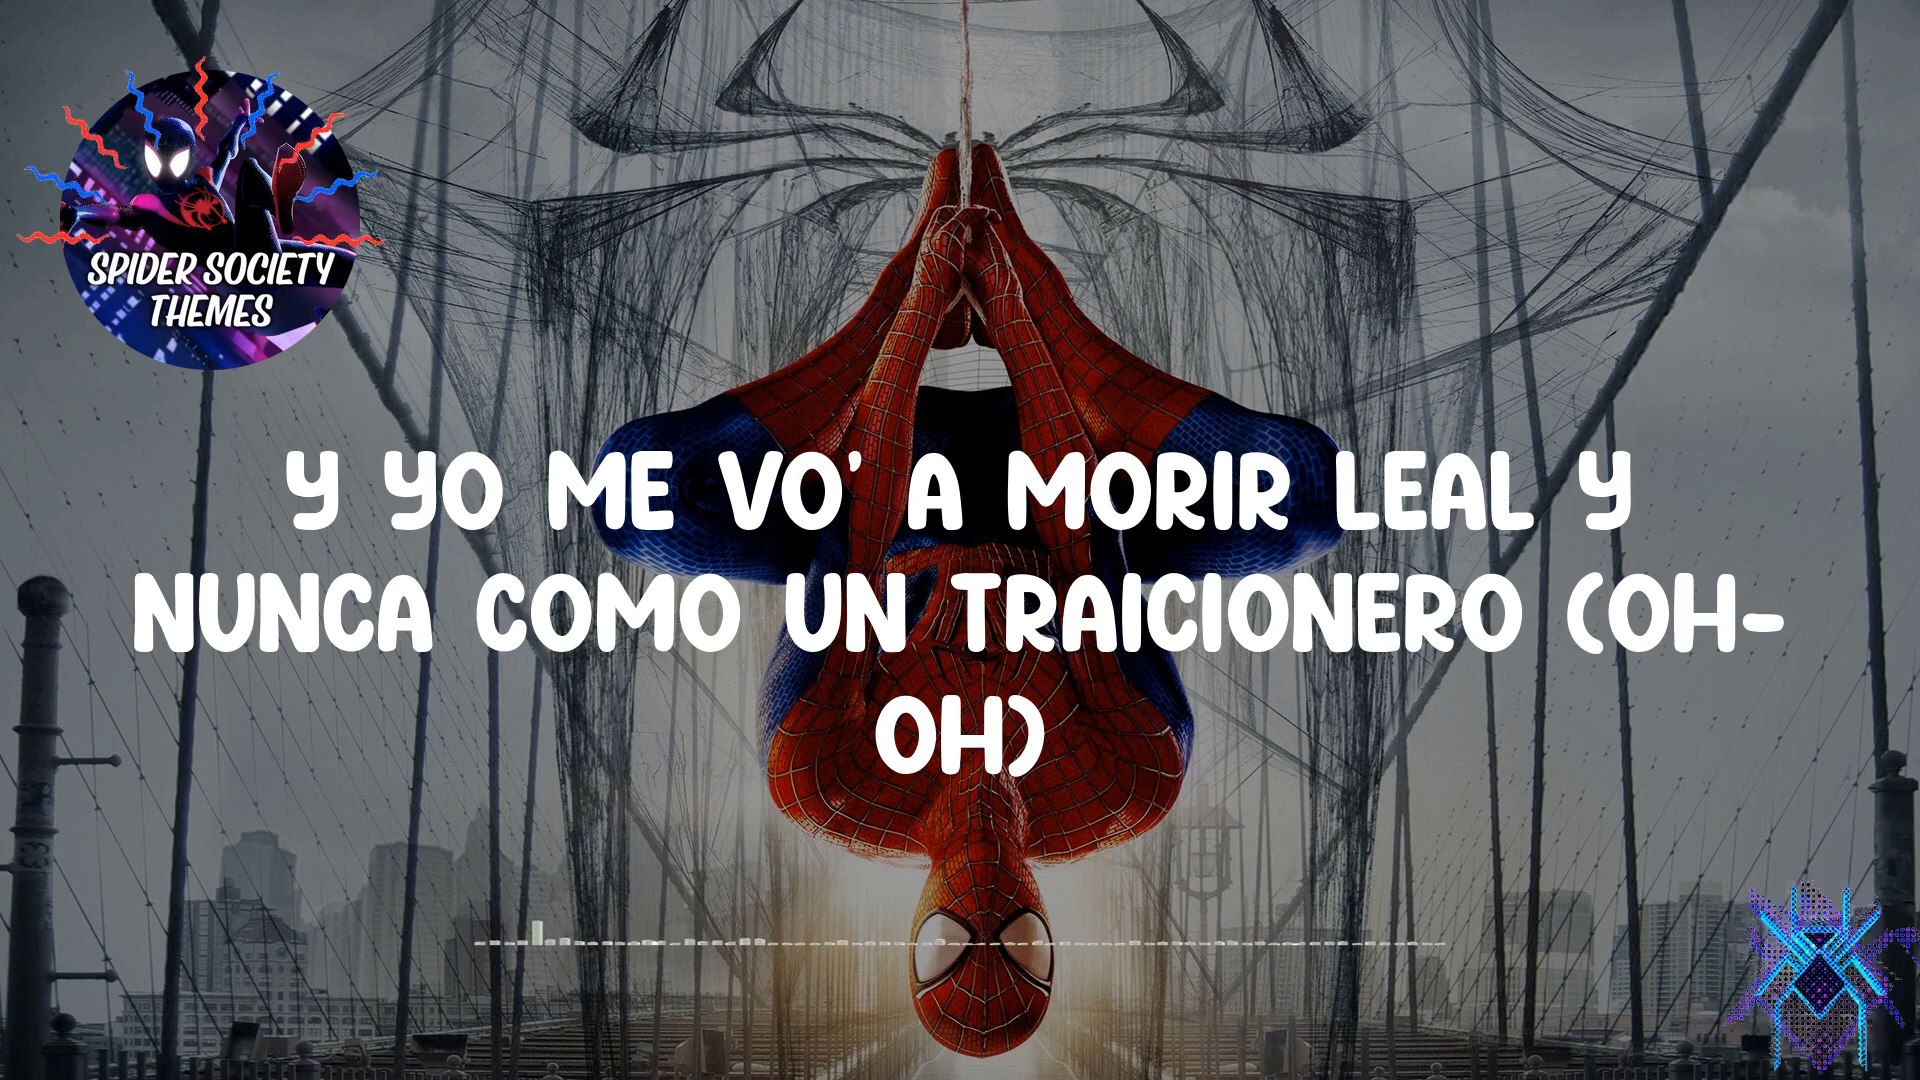 SPIDER SOCIETY
THEMES
Y YO ME VO' A MORIR LEAL Y
NUNCA COMO UN TRAICIONERO (OH-
OH)